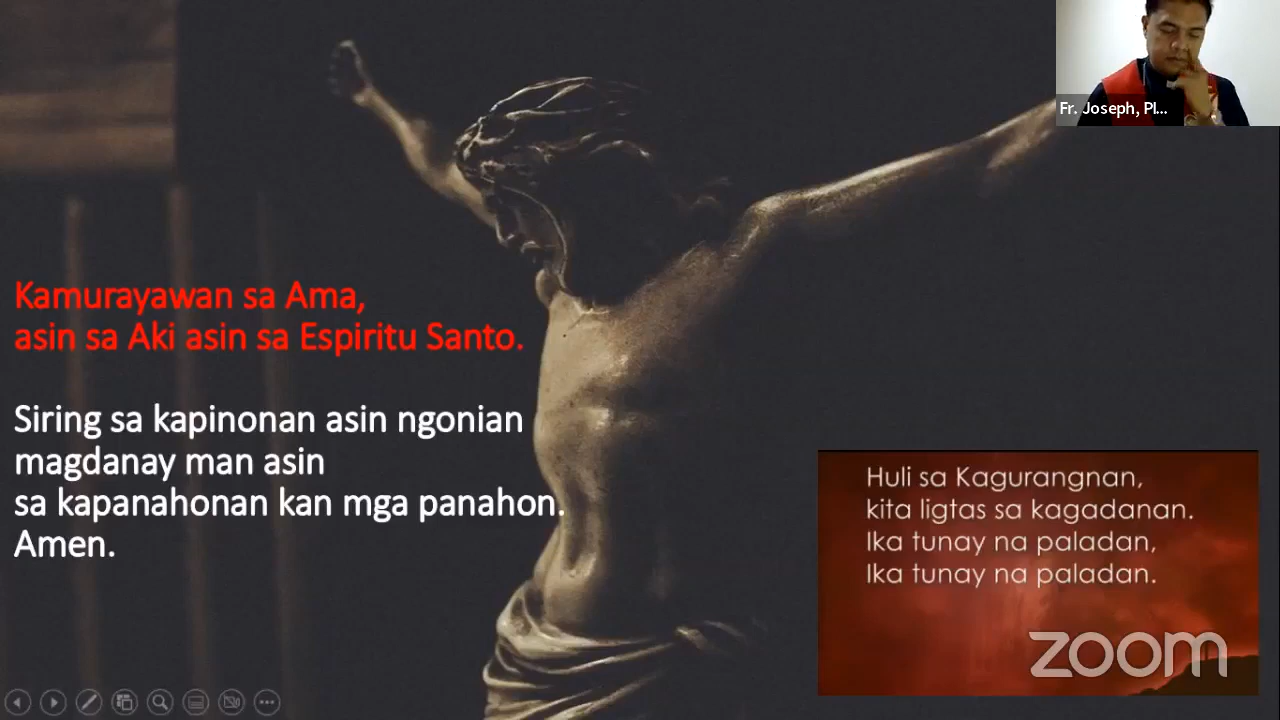 Fr. Joseph, Pl...
Kamurayawan sa Ama,
asin sa Aki asin sa Espiritu Santo.
Siring sa kapinonan asin ngonian
magdanay man asin
sa kapanahonan kan mga panahon.
Amen.
Huli sa Kagurangnan,
kita ligtas sa kagadanan.
Ika tunay na paladan,
Ika tunay na paladan.
zoom